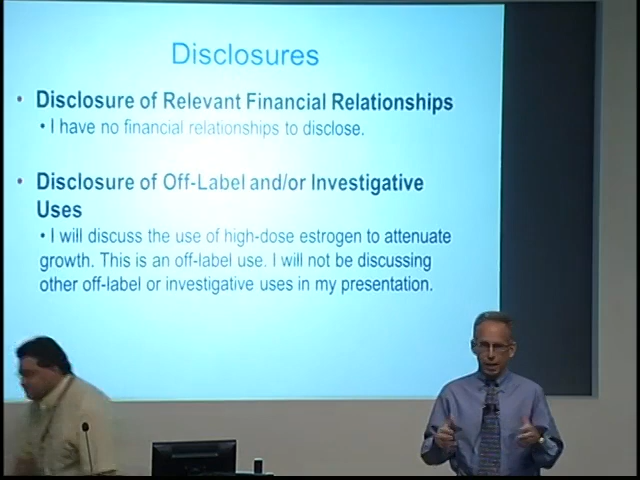 Disclosures
• Disclosure of Relevant Financial Relationships
• I have no financial relationships to disclose.
• Disclosure of Off-Label and/or Investigative
Uses
• I will discuss the use of high-dose estrogen to attenuate
growth. This is an off-label use. I will not be discussing
other off-label or investigative uses in my presentation.